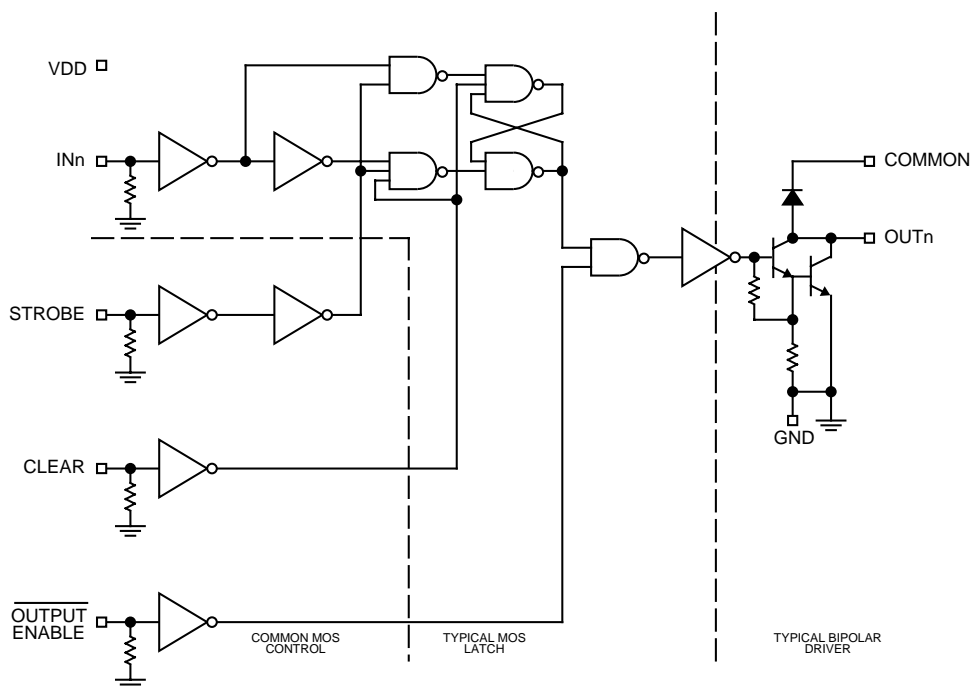 VDD
INn
COMMON
OUTn
STROBE
GND
CLEAR
OUTPUT
ENABLE
COMMON MOS
CONTROL
TYPICAL MOS
LATCH
TYPICAL BIPOLAR
DRIVER